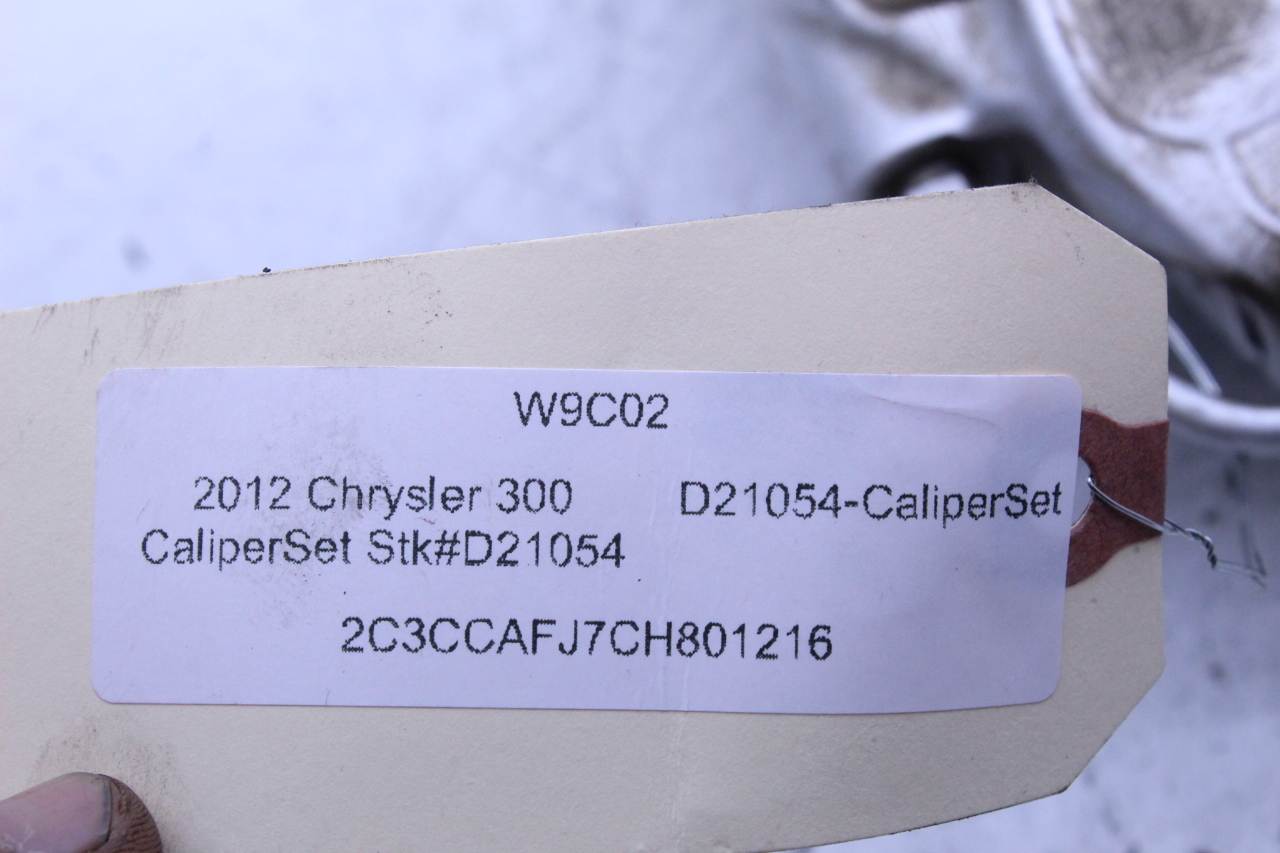 W9C02
2012 Chrysler 300 D21054-CaliperSet
CaliperSet Stk#D21054
2C3CCAFJ7CH801216